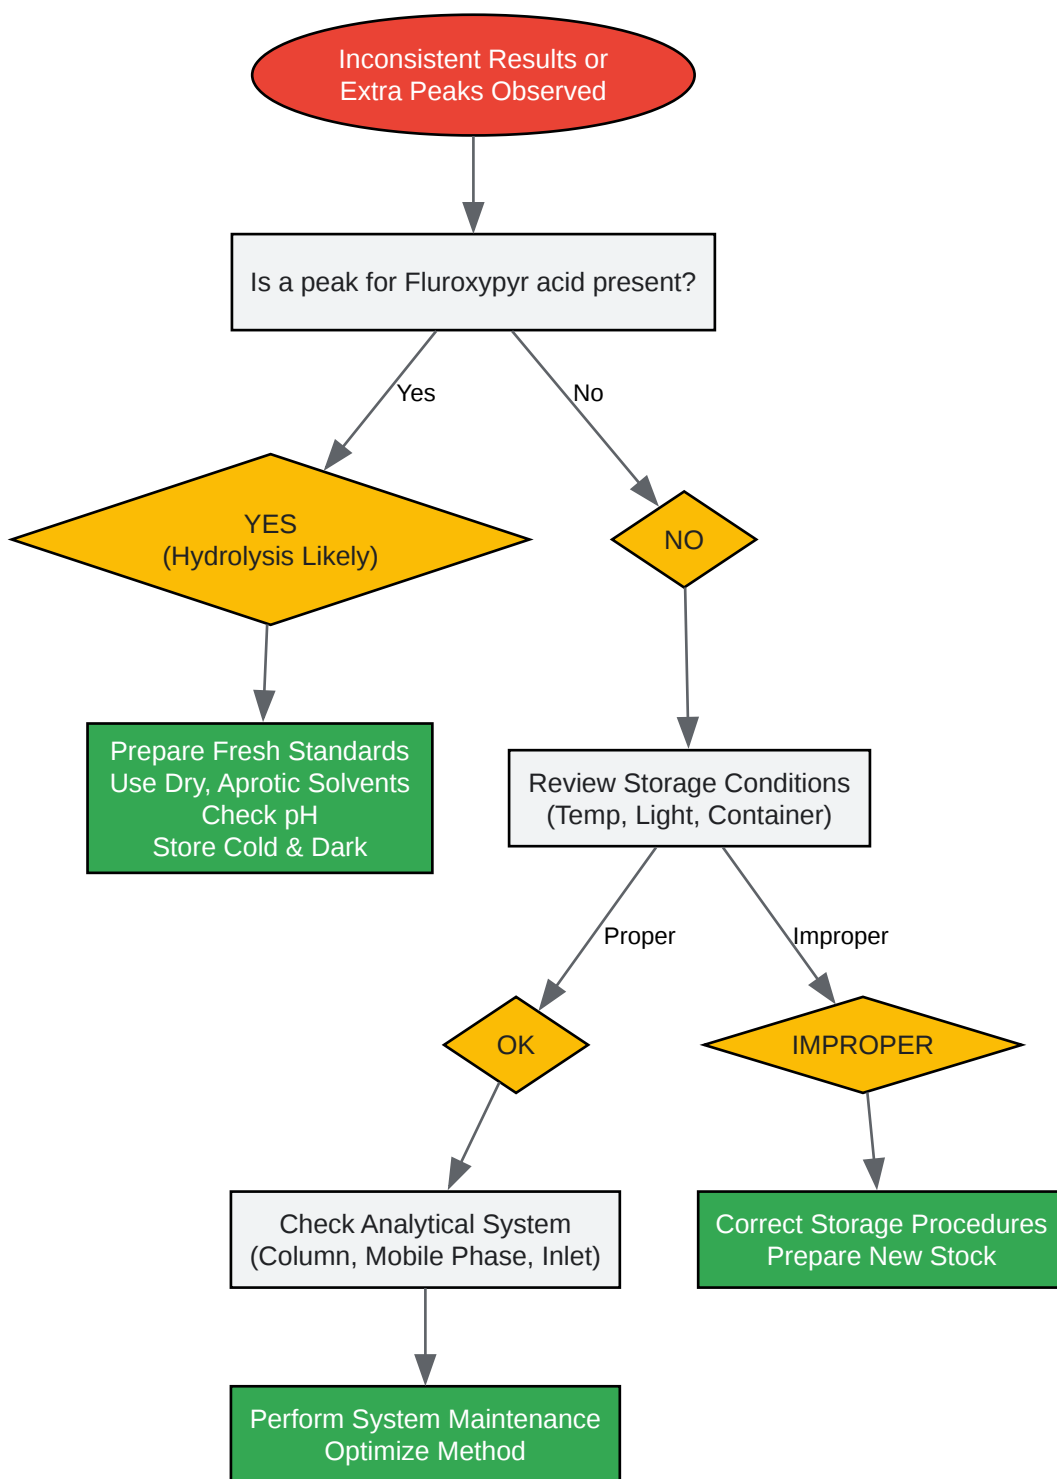 Inconsistent Results or
Extra Peaks Observed
Is a peak for Fluroxypyr acid present?
Yes
No
YES
(Hydrolysis Likely)
NO
Prepare Fresh Standards
Use Dry, Aprotic Solvents
Check pH
Store Cold & Dark
Review Storage Conditions
(Temp, Light, Container)
Proper
Improper
OK
IMPROPER
Check Analytical System
(Column, Mobile Phase, Inlet)
Correct Storage Procedures
Prepare New Stock
Perform System Maintenance
Optimize Method